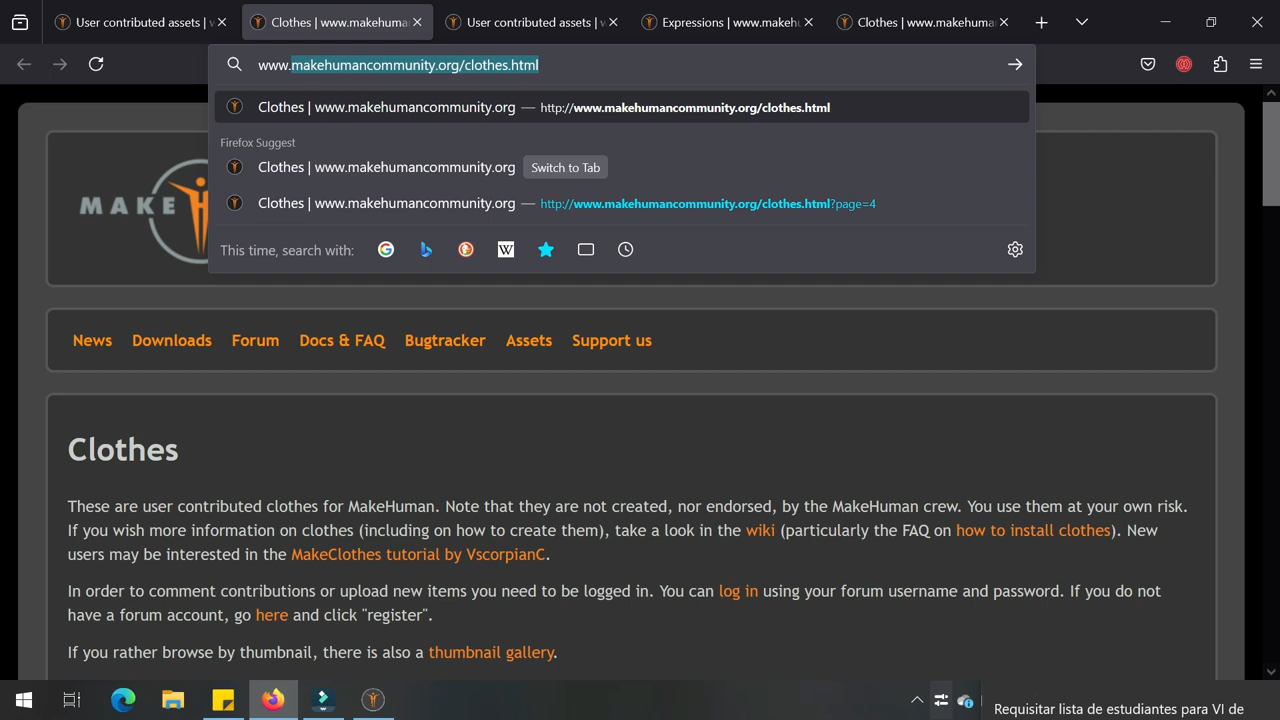 User contributed assets | w
Clothes | www.makehuma
User contributed assets | w
Expressions | www.makehu
Clothes | www.makehuma
www.makehumancommunity.org/clothes.html
Clothes | www.makehumancommunity.org — http://www.makehumancommunity.org/clothes.html
Firefox Suggest
Clothes | www.makehumancommunity.org Switch to Tab
Clothes | www.makehumancommunity.org — http://www.makehumancommunity.org/clothes.html?page=4
This time, search with:
MAKE
News Downloads Forum Docs & FAQ Bugtracker Assets Support us
Clothes
These are user contributed clothes for MakeHuman. Note that they are not created, nor endorsed, by the MakeHuman crew. You use them at your own risk.
If you wish more information on clothes (including on how to create them), take a look in the wiki (particularly the FAQ on how to install clothes). New
users may be interested in the MakeClothes tutorial by VscorpianC.
In order to comment contributions or upload new items you need to be logged in. You can log in using your forum username and password. If you do not
have a forum account, go here and click "register".
If you rather browse by thumbnail, there is also a thumbnail gallery.
Requisitar lista de estudiantes para VI de